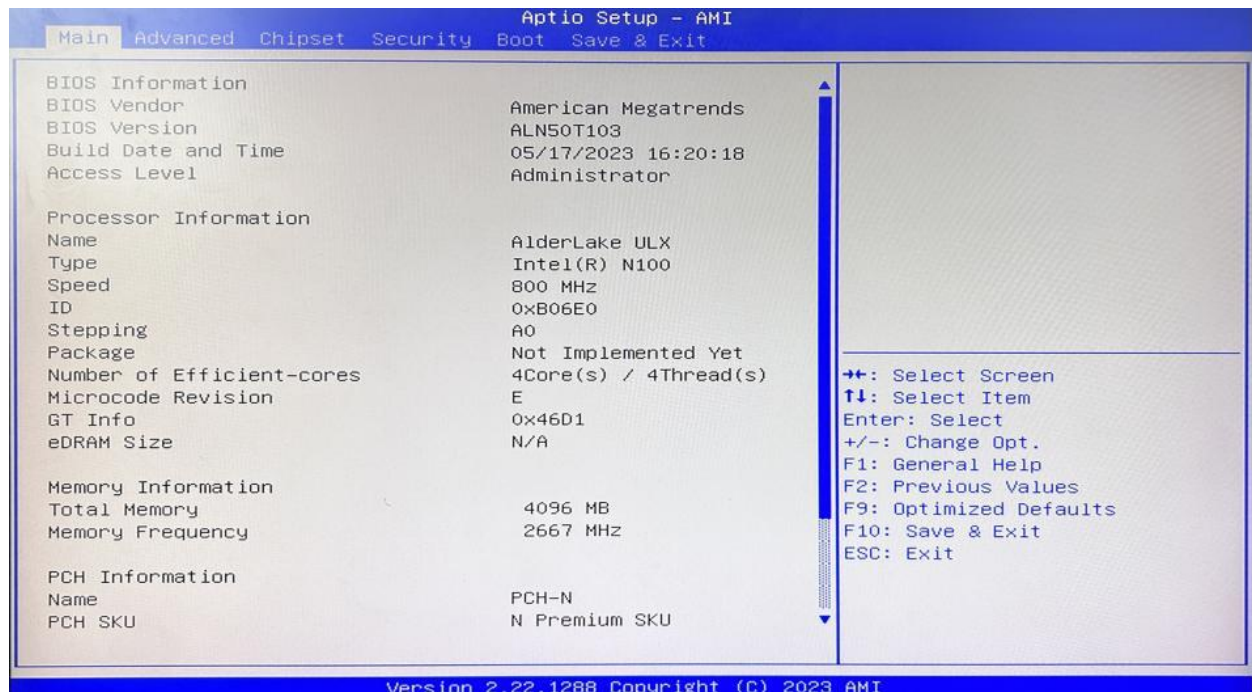 Aptio Setup – AMI
Main Advanced Chipset Security Boot Save & Exit
BIOS Information
BIOS Vendor American Megatrends
BIOS Version ALN50T103
Build Date and Time 05/17/2023 16:20:18
Access Level Administrator
Processor Information
Name AlderLake ULX
Type Intel(R) N100
Speed 800 MHz
ID 0xB06E0
Stepping A0
Package Not Implemented Yet
Number of Efficient-cores 4Core(s) / 4Thread(s)
Microcode Revision E
GT Info 0x46D1
eDRAM Size N/A
Memory Information
Total Memory 4096 MB
Memory Frequency 2667 MHz
PCH Information
Name PCH-N
PCH SKU N Premium SKU
→←: Select Screen
↑↓: Select Item
Enter: Select
+/-: Change Opt.
F1: General Help
F2: Previous Values
F9: Optimized Defaults
F10: Save & Exit
ESC: Exit
Version 2.22.1288 Copyright (C) 2023 AMI